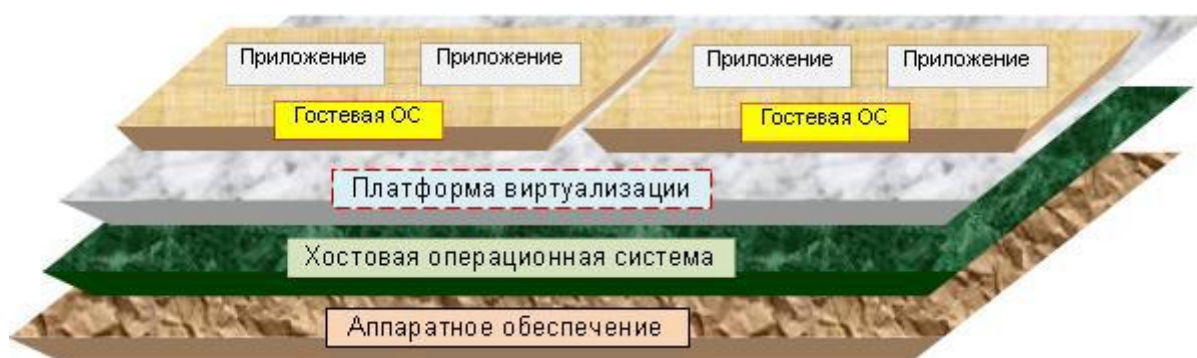 Приложение
Приложение
Приложение
Приложение
Гостевая ОС
Гостевая ОС
Платформа виртуализации
Хостовая операционная система
Аппаратное обеспечение